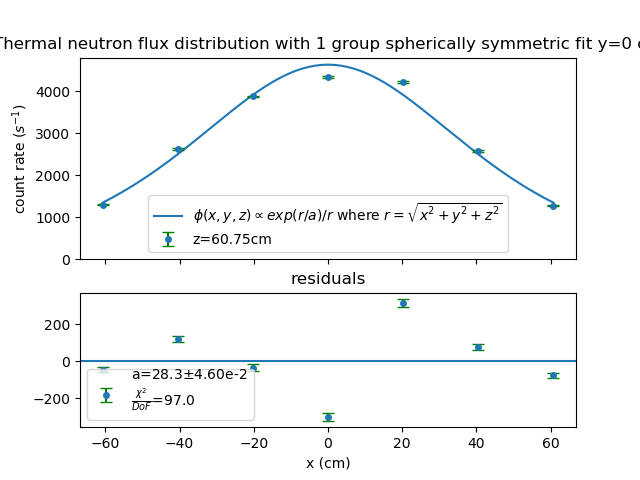 Thermal neutron flux distribution with 1 group spherically symmetric fit y=0
4000
3000
2000
1000
0
count rate (s⁻¹)
ϕ(x, y, z) ∝ exp(r/a)/r where r = √x² + y² + z²
z=60.75cm
residuals
200
0
−200
a=28.3±4.60e-2
χ²/DoF=97.0
−60 −40 −20 0 20 40 60
x (cm)